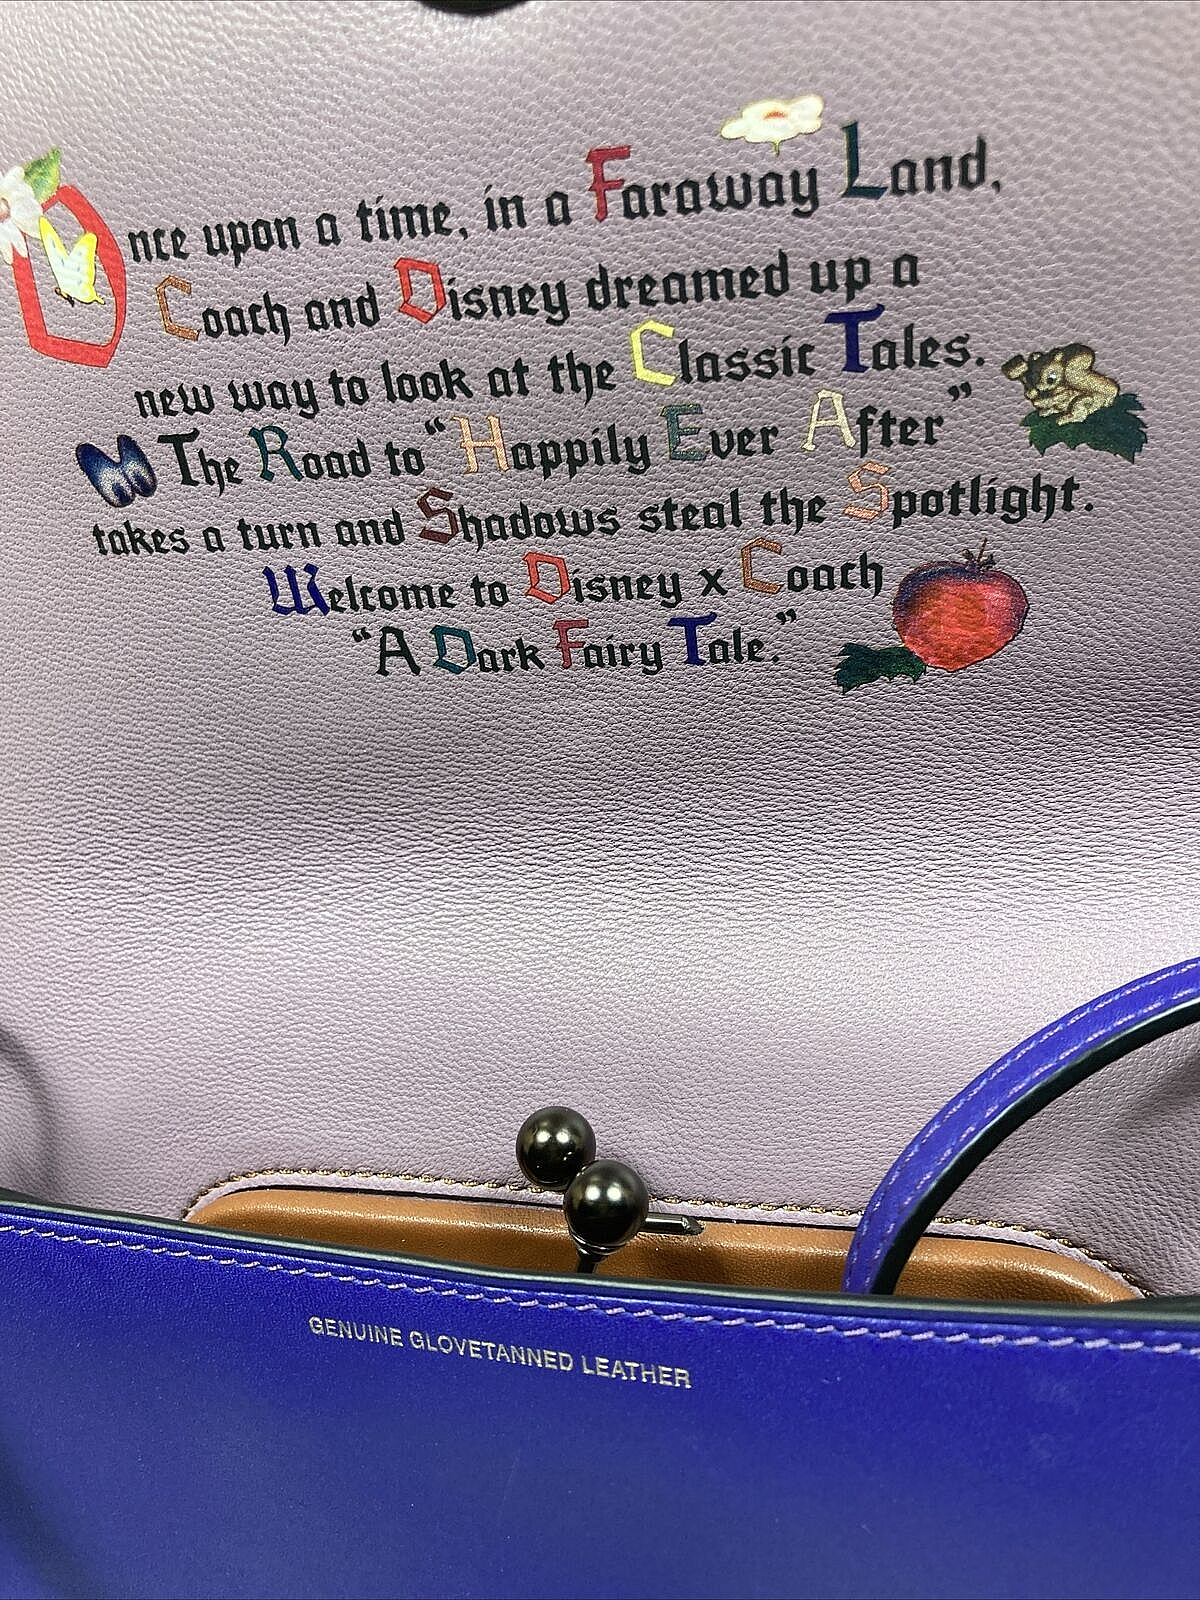 Once upon a time, in a Faraway Land,
Coach and Disney dreamed up a
new way to look at the Classic Tales.
The Road to “Happily Ever After”
takes a turn and Shadows steal the Spotlight.
Welcome to Disney x Coach
“A Dark Fairy Tale.”
GENUINE GLOVETANNED LEATHER